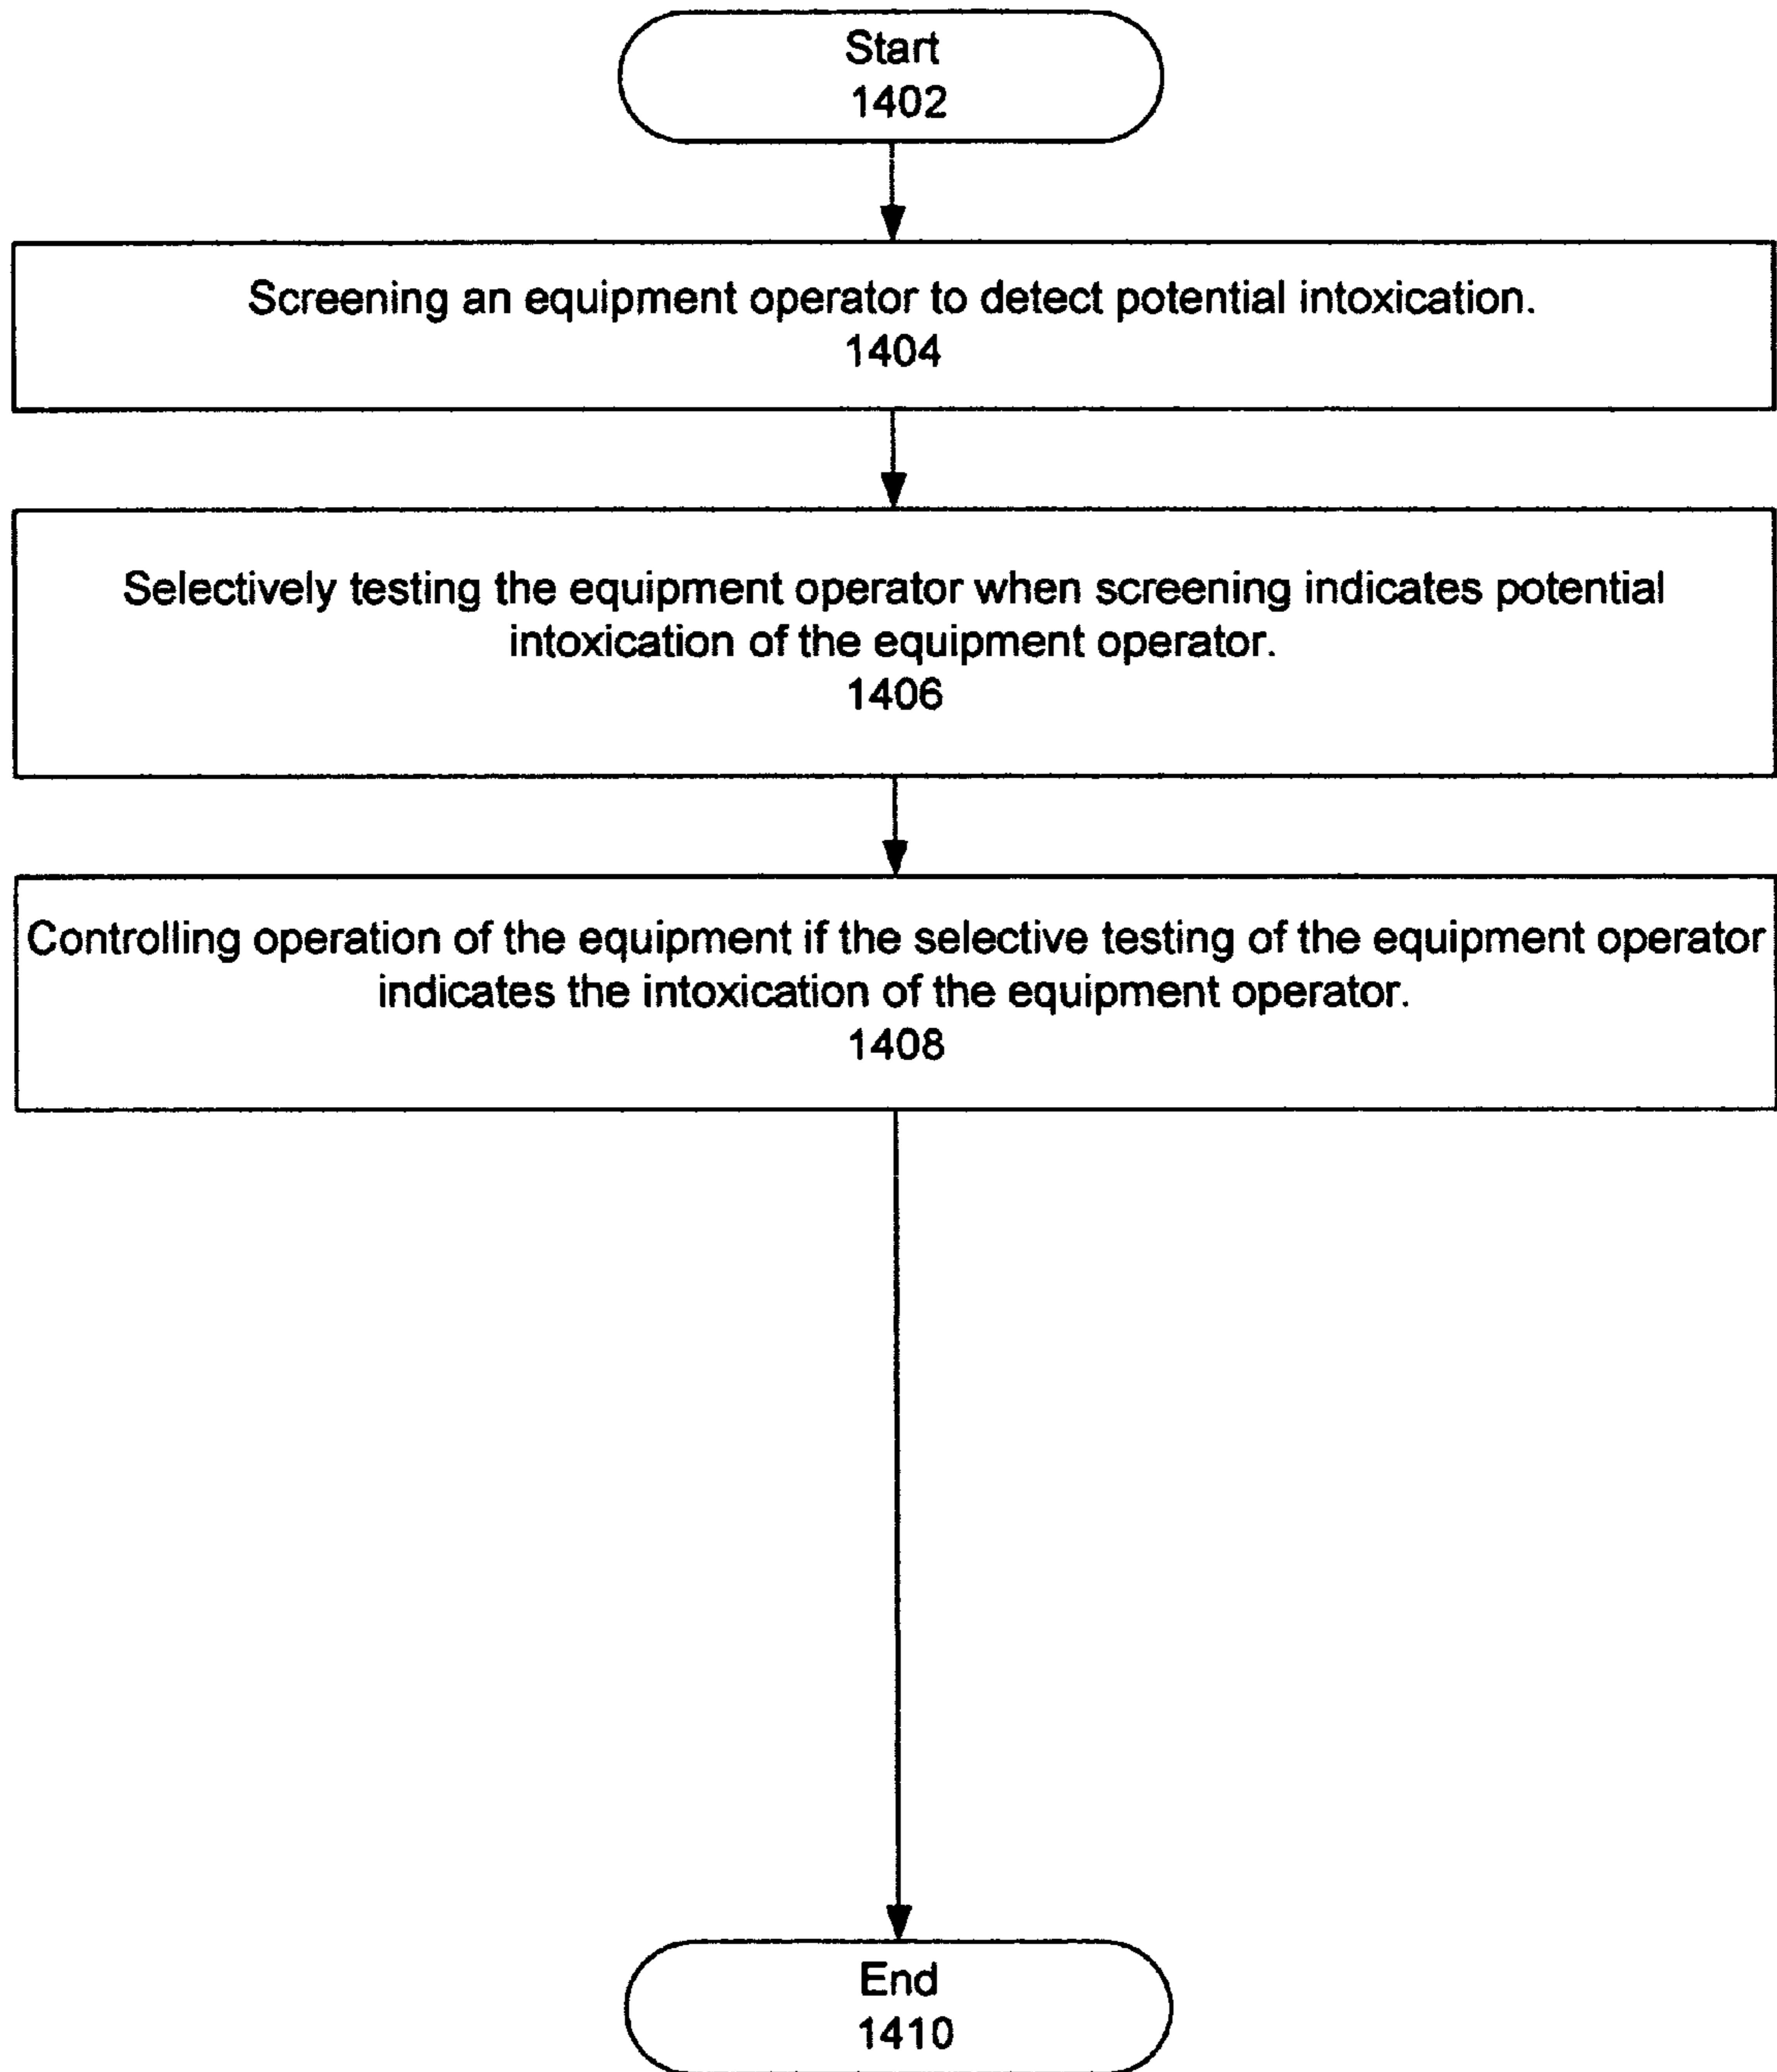 Start
1402
Screening an equipment operator to detect potential intoxication.
1404
Selectively testing the equipment operator when screening indicates potential
intoxication of the equipment operator.
1406
Controlling operation of the equipment if the selective testing of the equipment operator
indicates the intoxication of the equipment operator.
1408
End
1410